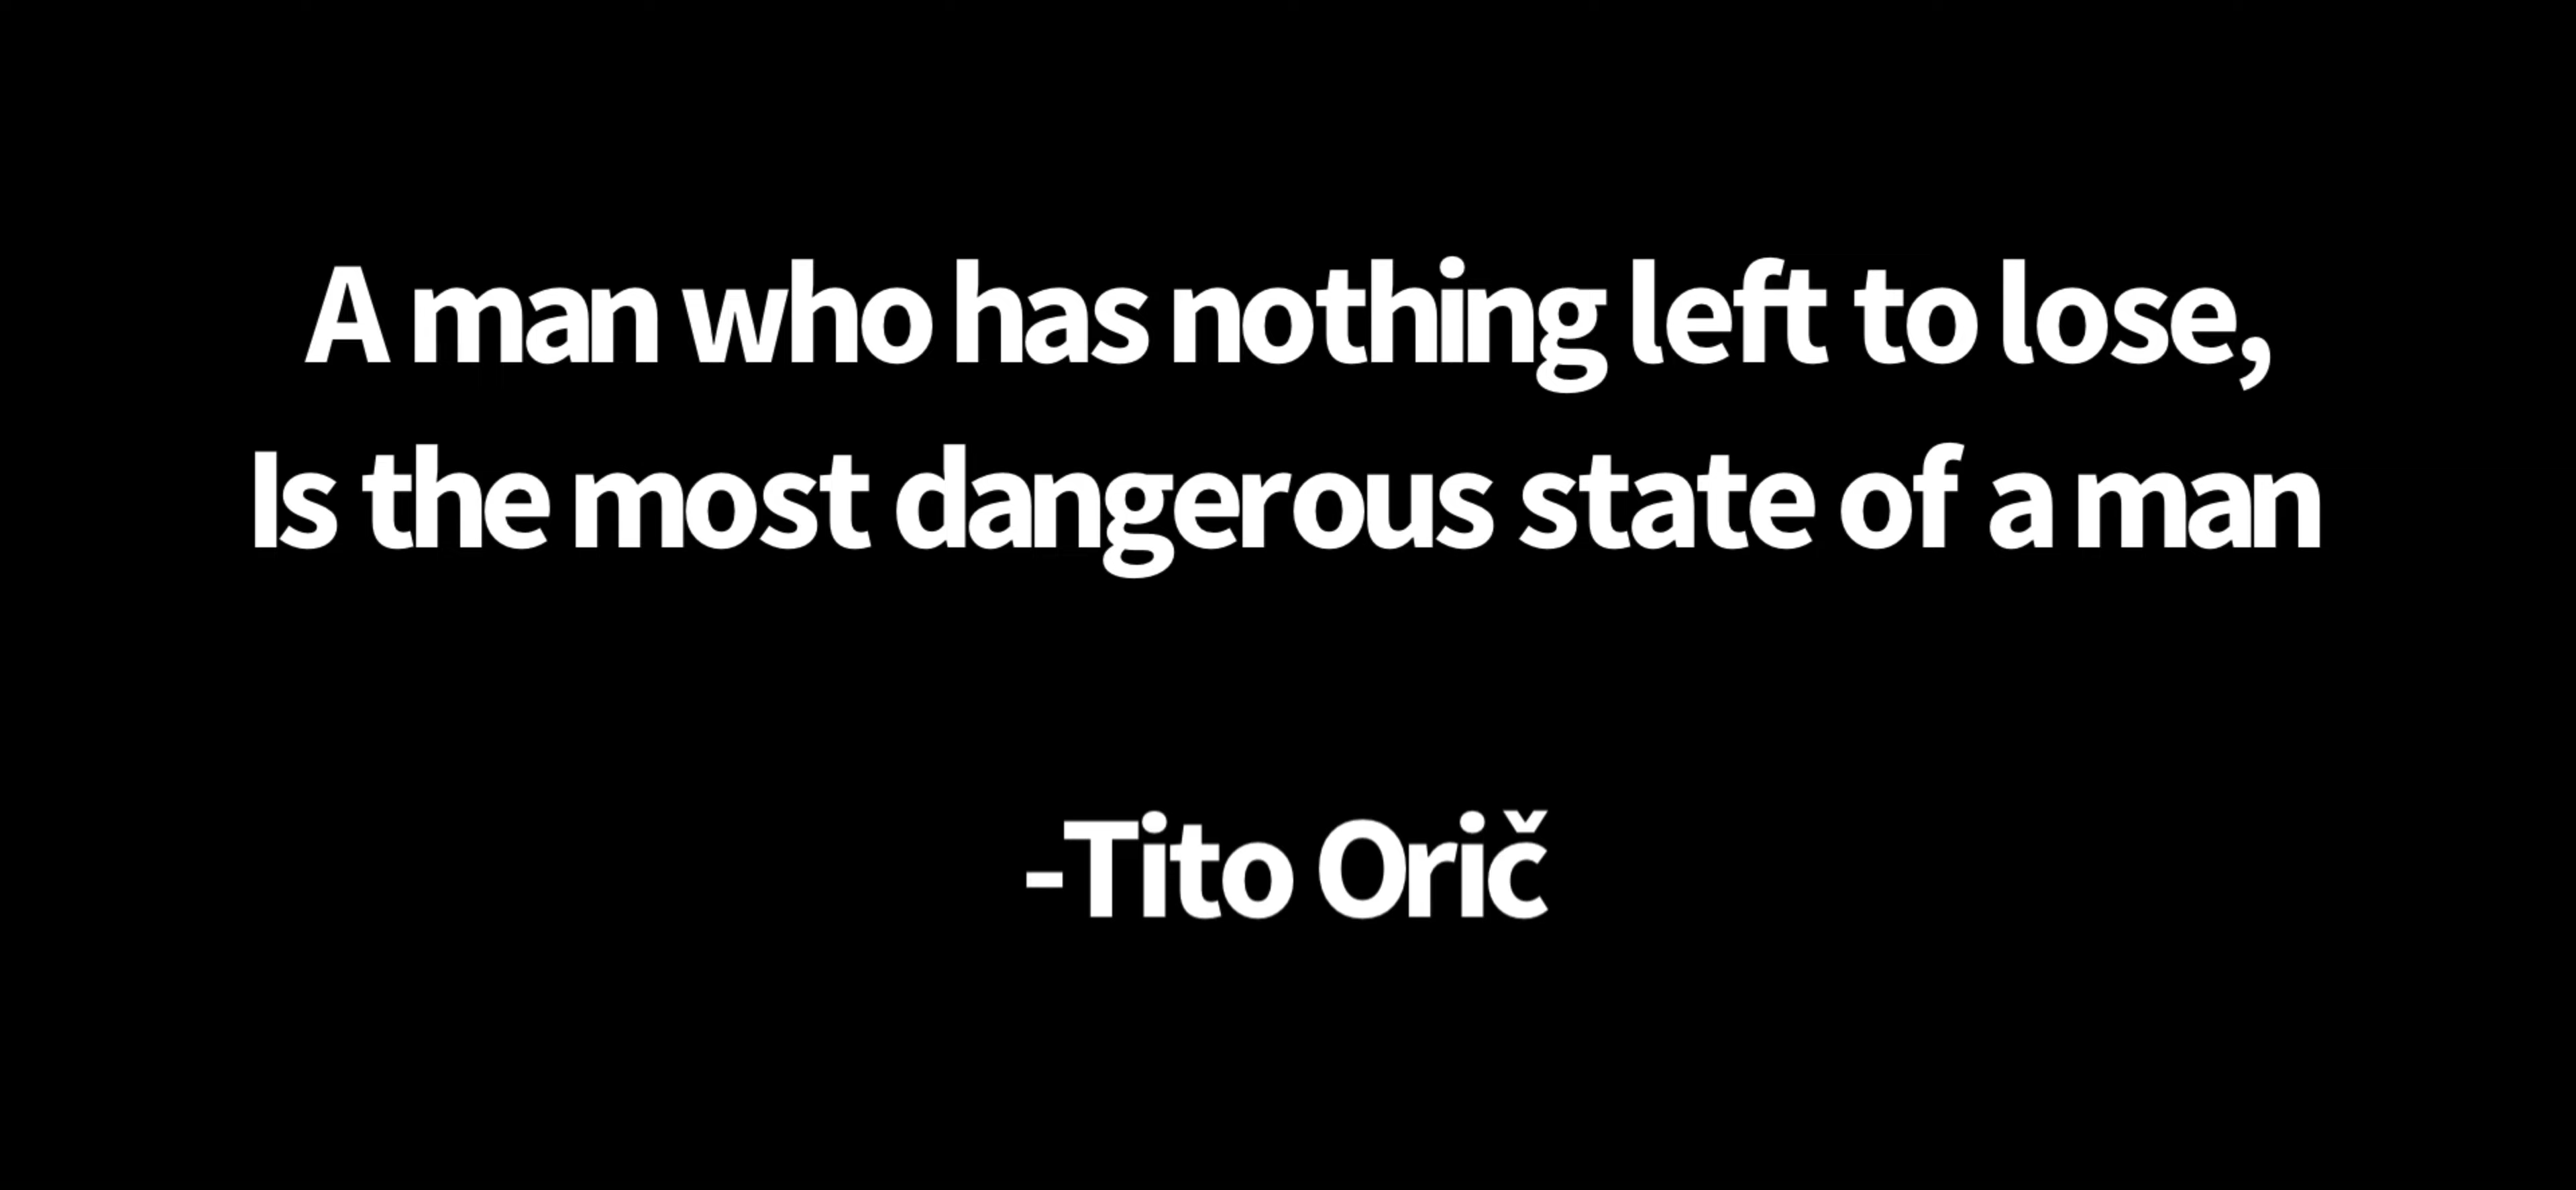 A man who has nothing left to lose,
Is the most dangerous state of a man
-Tito Orič